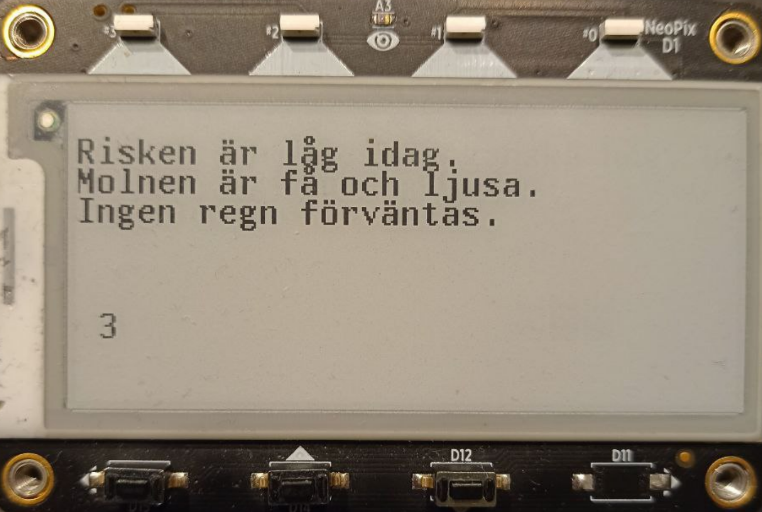 #3 #2 A3 #1 #0 NeoPix
D1
Risken är låg idag.
Molnen är få och ljusa.
Ingen regn förväntas.
3
D12 D11